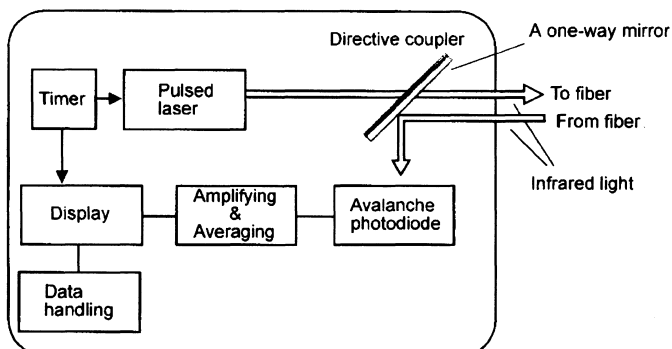 A one-way mirror
Directive coupler
Timer
Pulsed
laser
To fiber
From fiber
Infrared light
Display
Amplifying
&
Averaging
Avalanche
photodiode
Data
handling